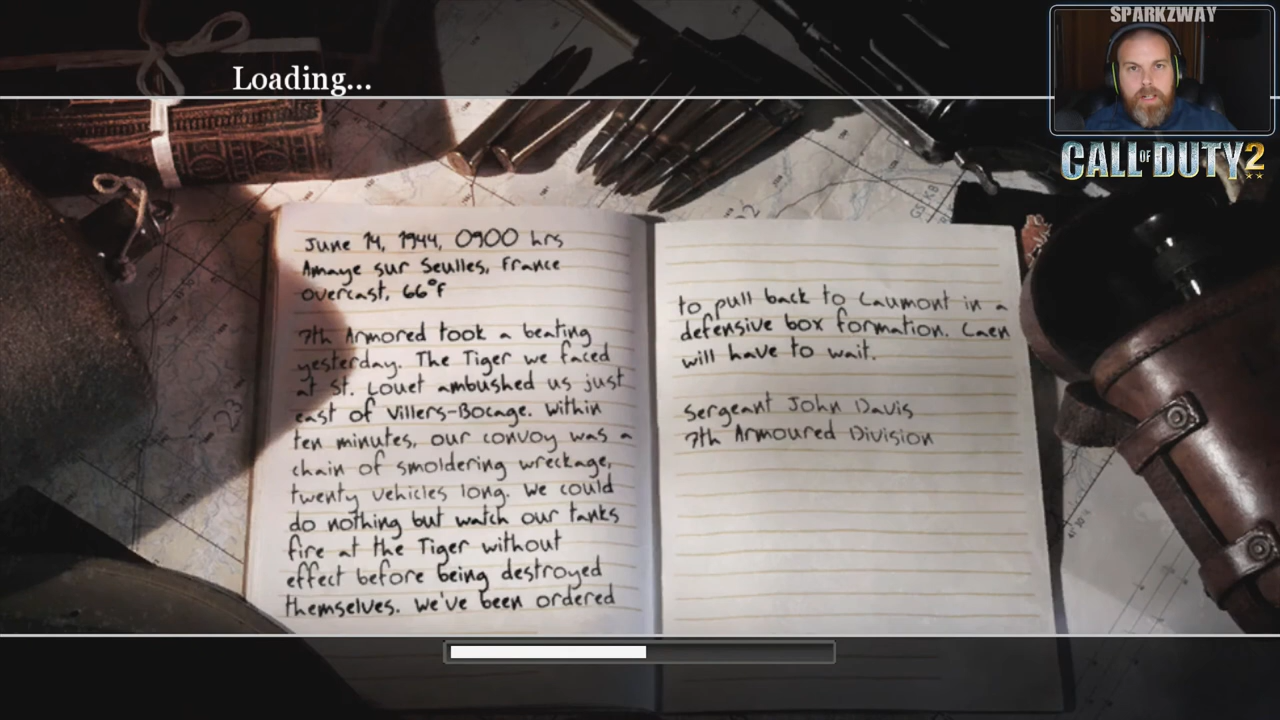 SPARKZWAY
Loading...
CALL OF DUTY 2
June 14, 1944, 0900 hrs
Amaye sur Seulles, France
Overcast, 66°F
7th Armored took a beating
yesterday. The Tiger we faced
at St. Louet ambushed us just
east of Villers-Bocage. Within
ten minutes, our convoy was a
chain of smoldering wreckage,
twenty vehicles long. We could
do nothing but watch our tanks
fire at the Tiger without
effect before being destroyed
themselves. We've been ordered
to pull back to Caumont in a
defensive box formation. Caen
will have to wait.
Sergeant John Davis
7th Armoured Division